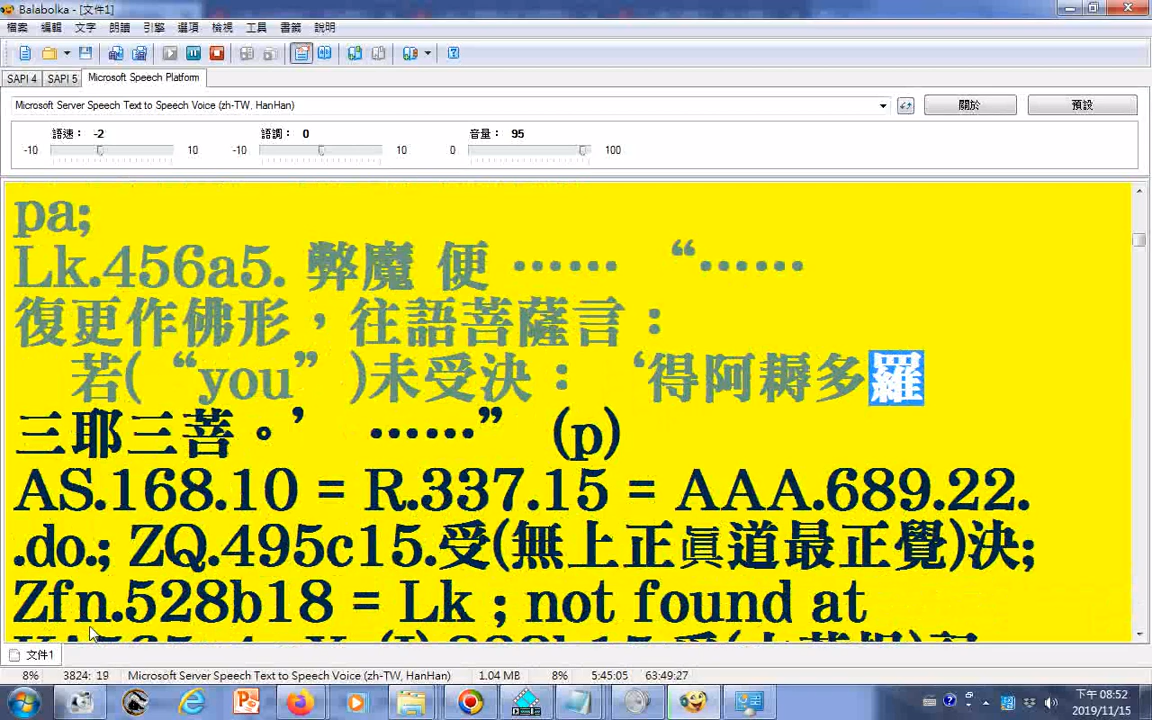 Balabolka - [文件1]
檔案 編輯 文字 朗讀 引擎 選項 檢視 工具 書籤 說明
SAPI 4 SAPI 5 Microsoft Speech Platform
Microsoft Server Speech Text to Speech Voice (zh-TW, HanHan) 關於 預設
語速： -2 語調： 0 音量： 95
-10 10 -10 10 0 100
pa;
Lk.456a5. 弊魔 便 …… “……
復更作佛形，往語菩薩言：
若(“you”)未受決：‘得阿耨多羅
三耶三菩。’ ……” (p)
AS.168.10 = R.337.15 = AAA.689.22.
.do.; ZQ.495c15.受(無上正眞道最正覺)決;
Zfn.528b18 = Lk ; not found at
文件1
8% 3824: 19 Microsoft Server Speech Text to Speech Voice (zh-TW, HanHan) 1.04 MB 8% 5:45:05 63:49:27
下午 08:52
2019/11/15